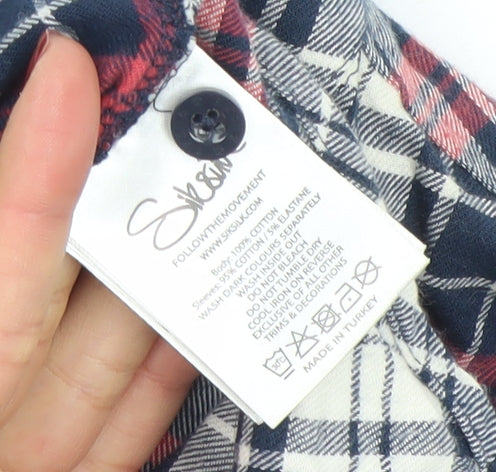 SikSilk
FOLLOWTHEMOVEMENT
WWW.SIKSILK.COM
Body: 100% COTTON
Sleeves: 95% COTTON / 5% ELASTANE
WASH DARK COLOURS SEPARATELY
WASH INSIDE OUT
DO NOT BLEACH
DO NOT TUMBLE DRY
COOL IRON ON REVERSE
EXCLUSIVE OF ALL OTHER
TRIMS & DECORATIONS
30°C
MADE IN TURKEY